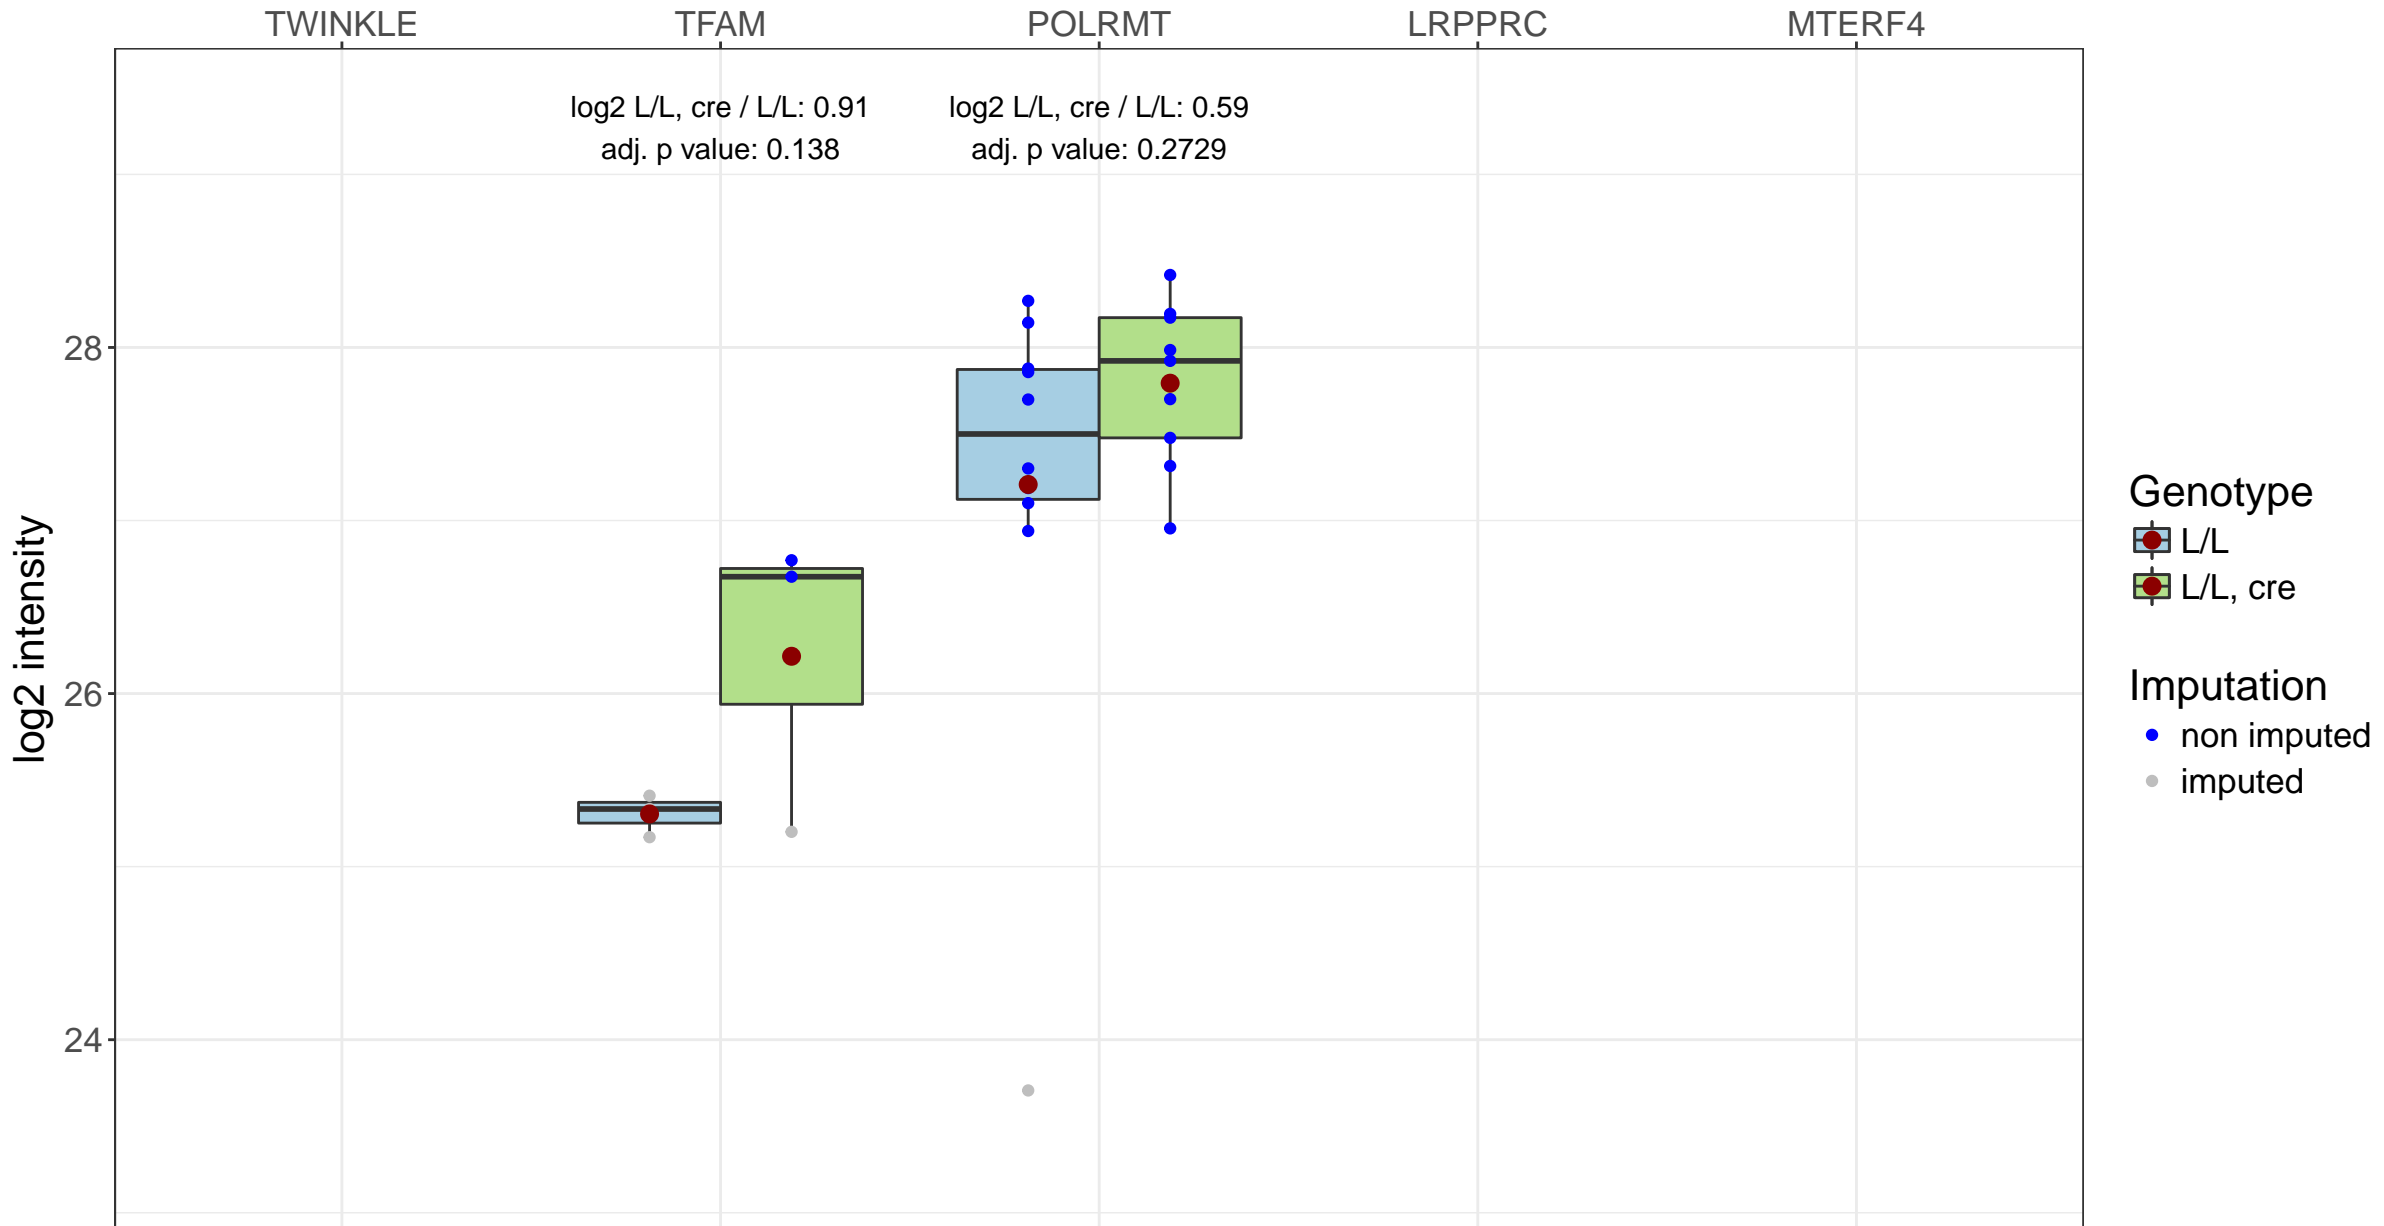 TWINKLE TFAM POLRMT LRPPRC MTERF4
log2 L/L, cre / L/L: 0.91 log2 L/L, cre / L/L: 0.59
adj. p value: 0.138 adj. p value: 0.2729
28
26
24
log2 intensity
Genotype
L/L
L/L, cre
Imputation
non imputed
imputed